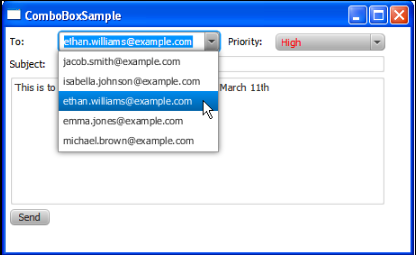 ComboBoxSample
To: ethan.williams@example.com Priority: High
jacob.smith@example.com
Subject: isabella.johnson@example.com
This is to ethan.williams@example.com March 11th
emma.jones@example.com
michael.brown@example.com
Send